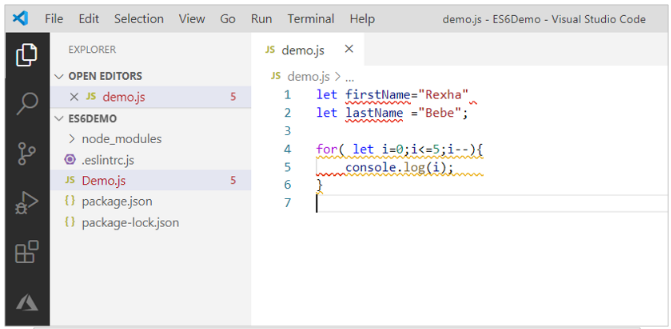 File Edit Selection View Go Run Terminal Help demo.js - ES6Demo - Visual Studio Code
EXPLORER
OPEN EDITORS
JS demo.js 5
ES6DEMO
node_modules
.eslintrc.js
JS Demo.js 5
{} package.json
{} package-lock.json
JS demo.js
JS demo.js > ...
1 let firstName="Rexha"
2 let lastName ="Bebe";
3
4 for( let i=0;i<=5;i--){
5 console.log(i);
6 }
7